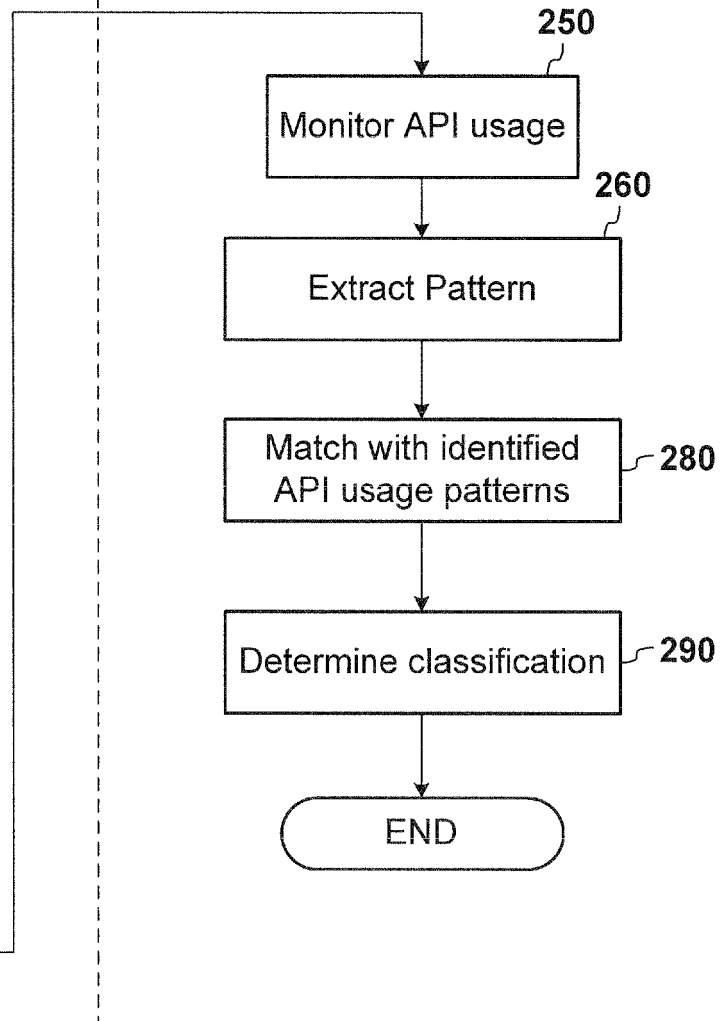 250
Monitor API usage
260
Extract Pattern
Match with identified
API usage patterns
280
Determine classification
290
END